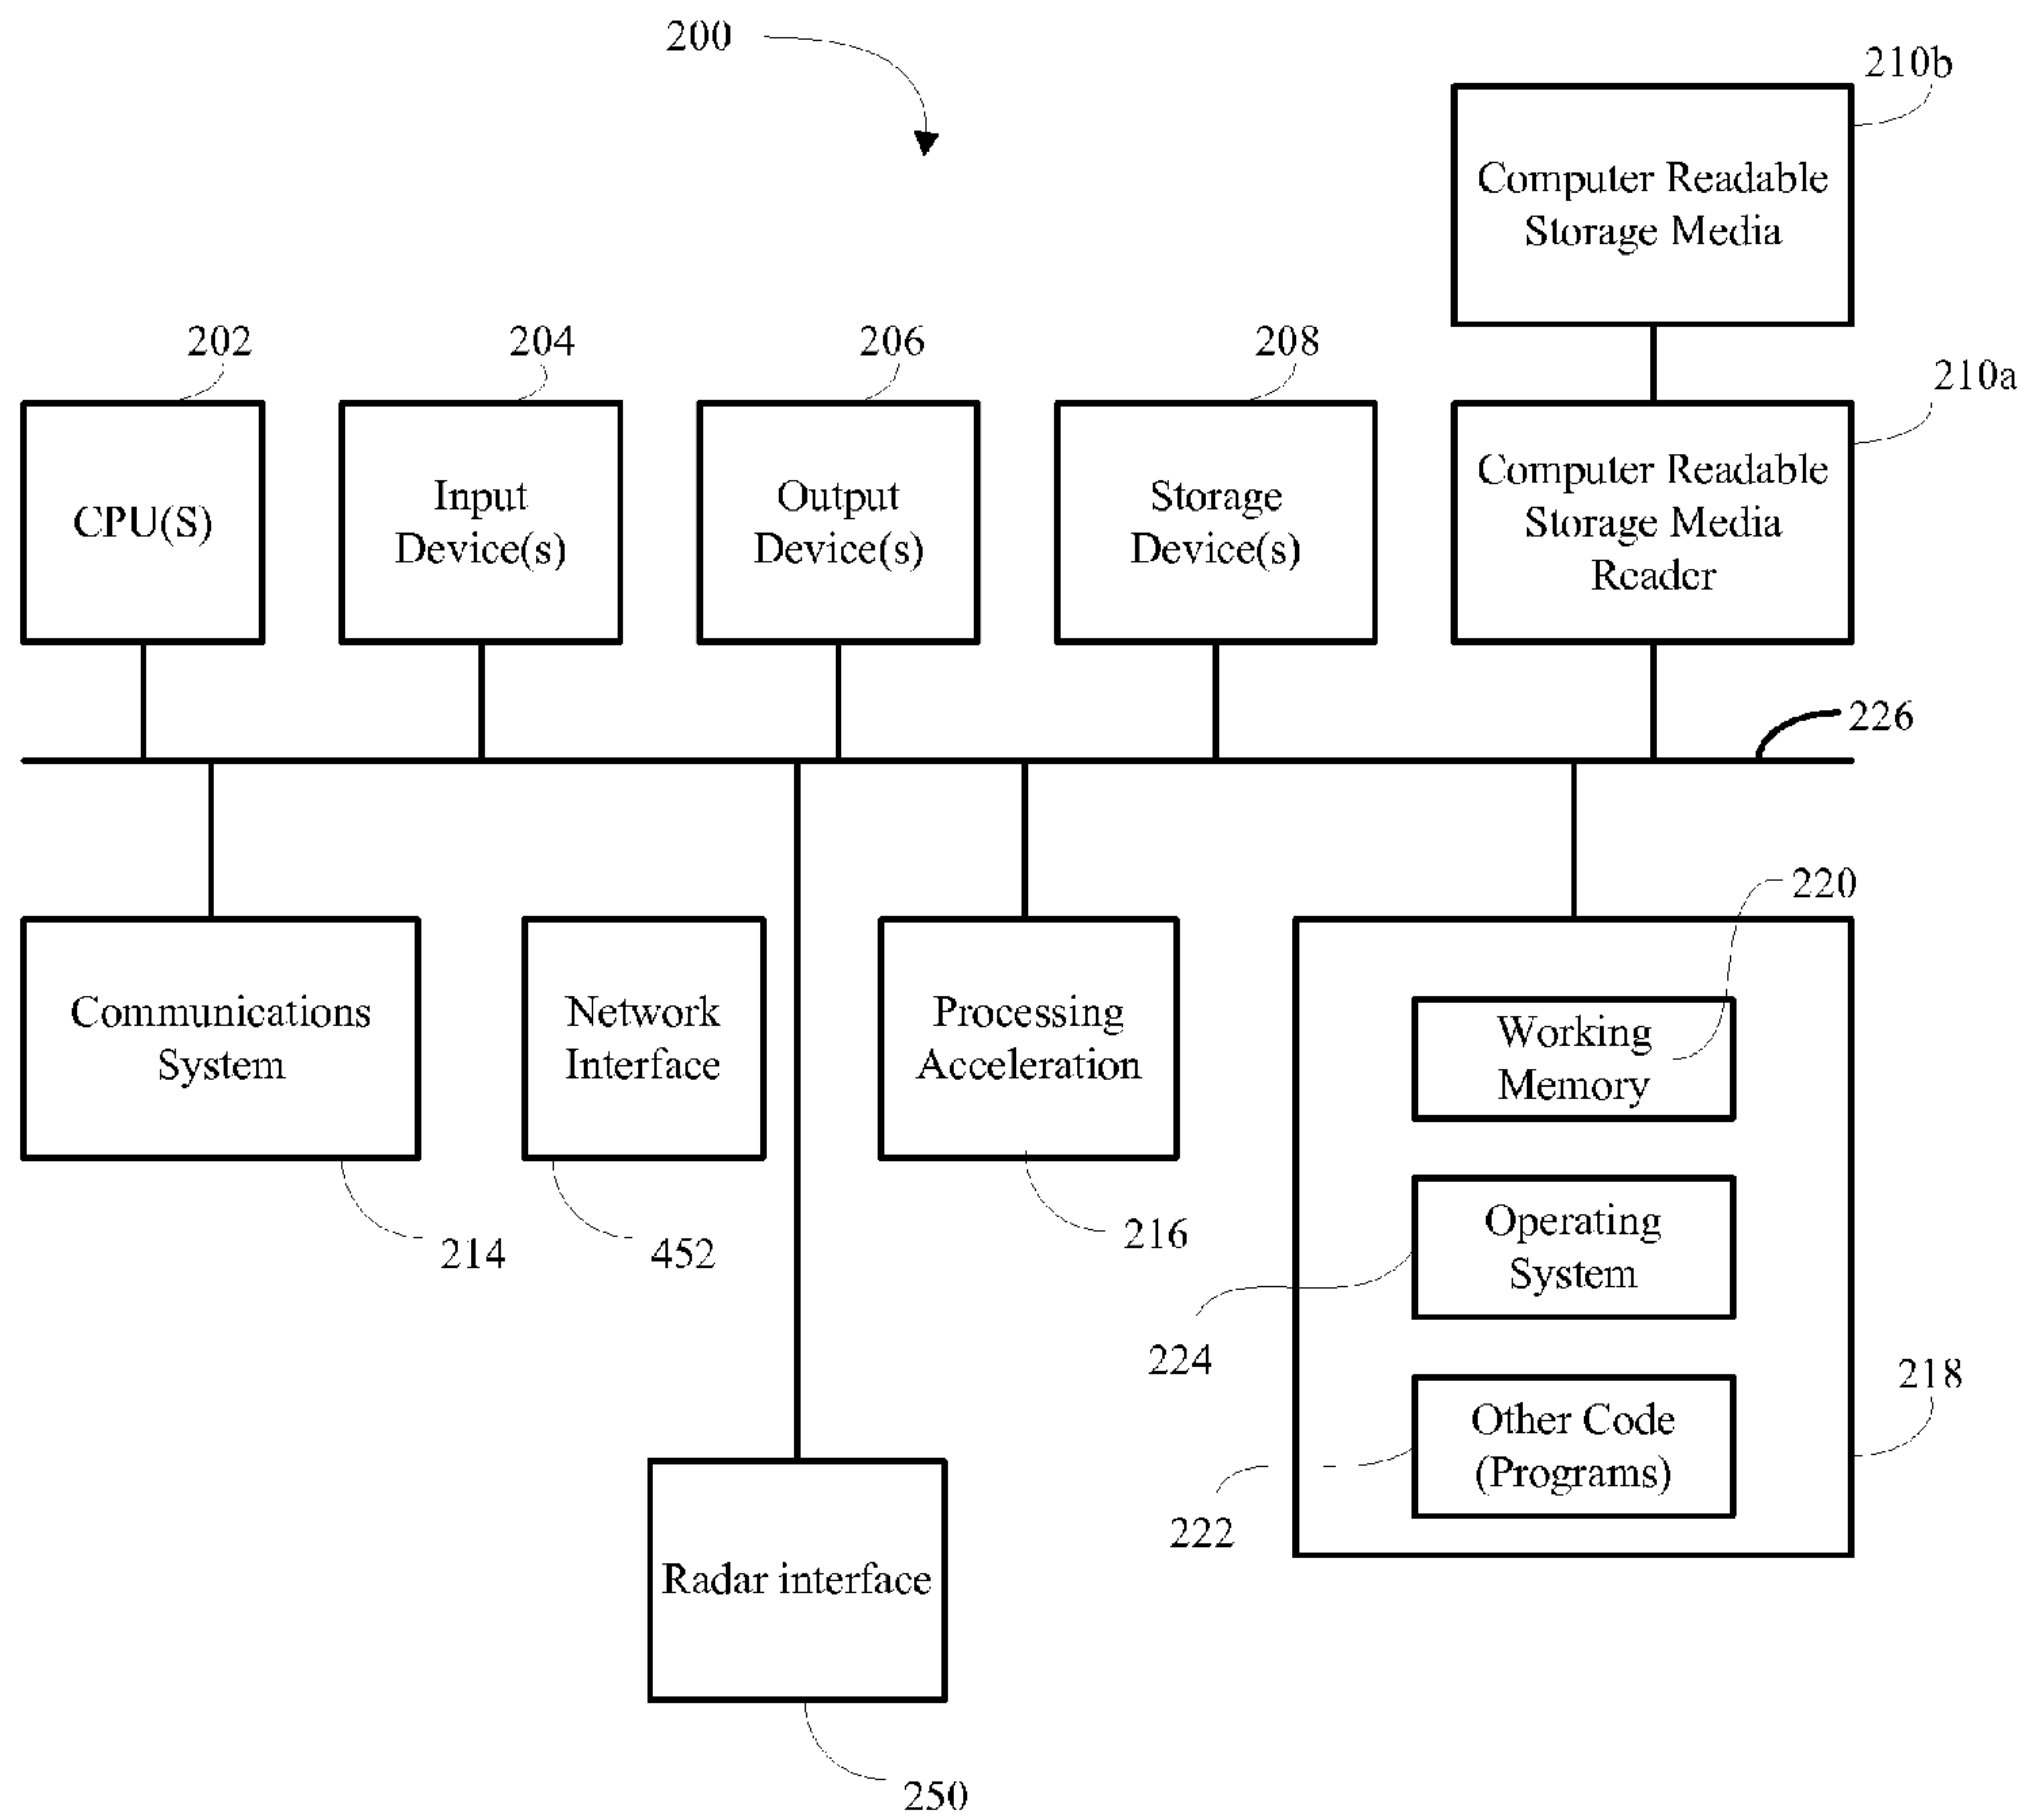 200
210b
Computer Readable
Storage Media
202
204
206
208
210a
CPU(S)
Input
Device(s)
Output
Device(s)
Storage
Device(s)
Computer Readable
Storage Media
Reader
226
220
Communications
System
Network
Interface
Processing
Acceleration
Working
Memory
214
452
216
Operating
System
224
218
Other Code
(Programs)
222
Radar interface
250